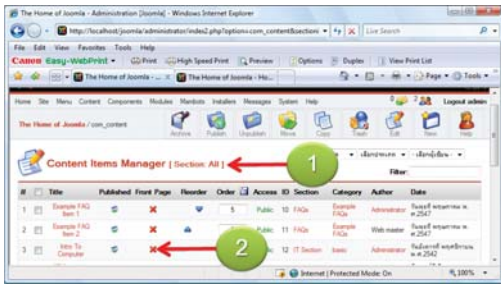 The Home of Joomla - Administration [Joomla] - Windows Internet Explorer
http://localhost/joomla/administrator/index2.php?option=com_content&sectioni
Live Search
File Edit View Favorites Tools Help
Canon Easy-WebPrint Print High Speed Print Preview Options Duplex View Print List
The Home of Joomla - ... The Home of Joomla - Ho... Page Tools
Home Site Menu Content Components Modules Mambots Installers Messages System Help 0 2 Logout admin
The Home of Joomla / com_content
Archive Publish Unpublish Move Copy Trash Edit New Help
Content Items Manager [ Section: All ]
1
Filter:
# Title Published Front Page Reorder Order Access ID Section Category Author Date
1 Example FAQ Item 1 5 Public 10 FAQs Example FAQs Administrator
2 Example FAQ Item 2 Public 11 FAQs Example FAQs Web master
3 Intro To Computer Public 12 IT Section basic Administrator
2
Internet | Protected Mode: On 100%